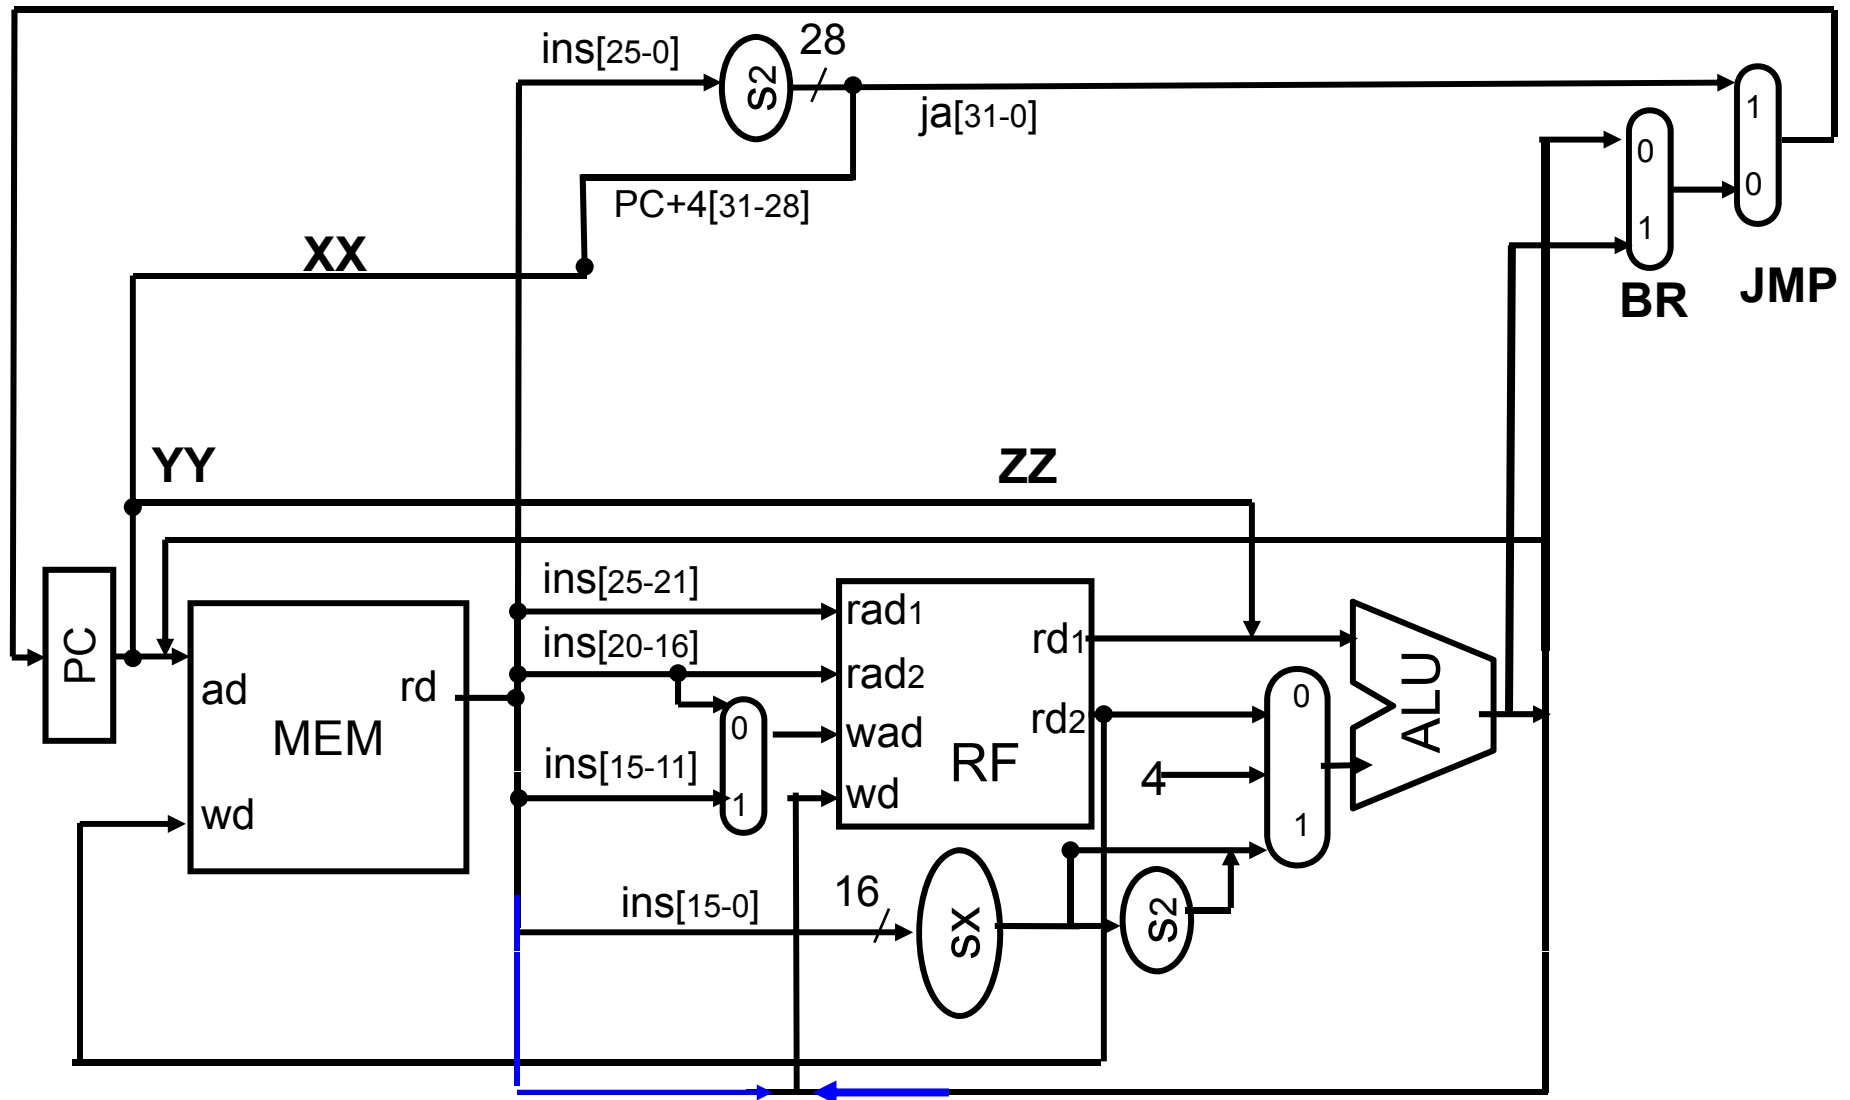 28
ins[25-0]
s2
1
ja[31-0]
0
0
PC+4[31-28]
1
XX
JMP
BR
YY
ZZ
ins[25-21]
rad1
ins[20-16]
rd1
PC
ad
rd
rad2
0
ALU
MEM
0
wad
rd2
RF
ins[15-11]
4
1
wd
wd
1
ins[15-0]
16
sx
s2